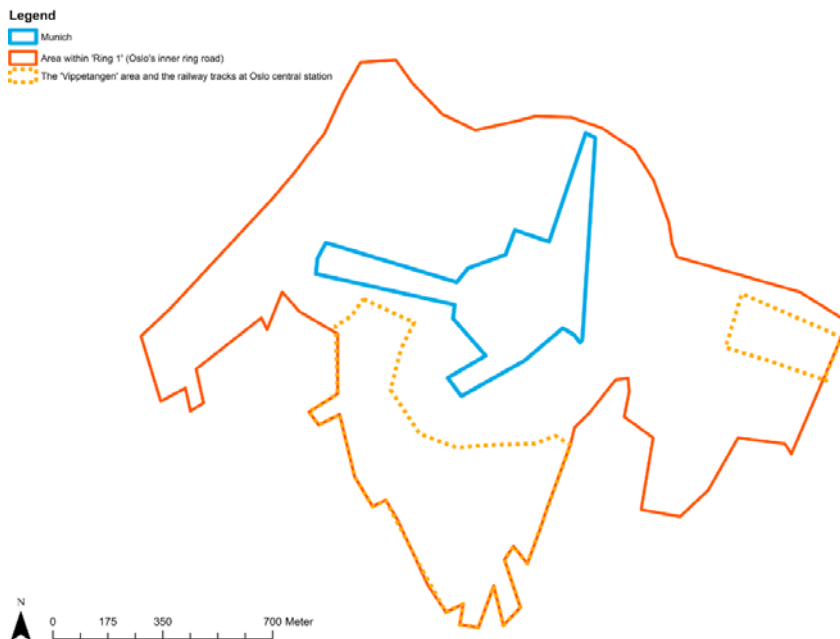 Legend
Munich
Area within 'Ring 1' (Oslo's inner ring road)
The 'Vippetangen' area and the railway tracks at Oslo central station
N
0 175 350 700 Meter